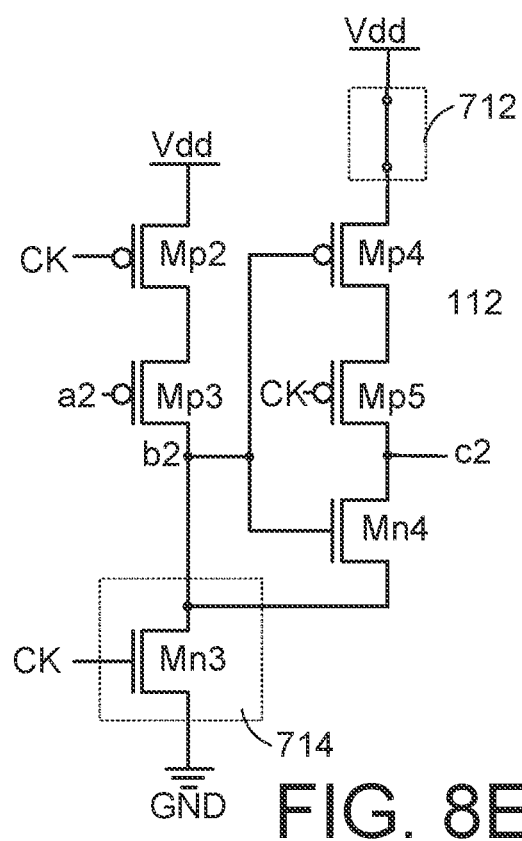 Vdd
712
Vdd
CK
Mp2
Mp4
112
a2
Mp3
CK
Mp5
b2
c2
Mn4
CK
Mn3
714
GND
FIG. 8E